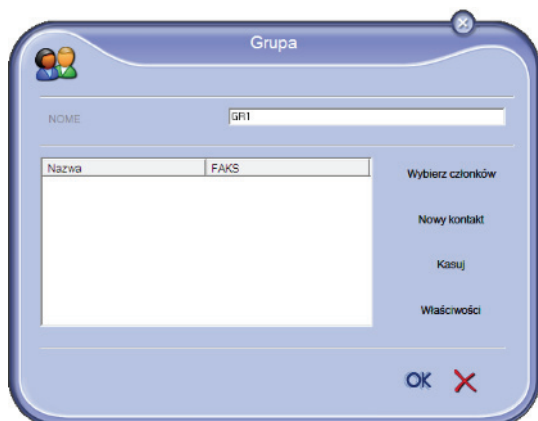 Grupa
NOME
GR1
Nazwa FAKS
Wybierz członków
Nowy kontakt
Kasuj
Właściwości
OK